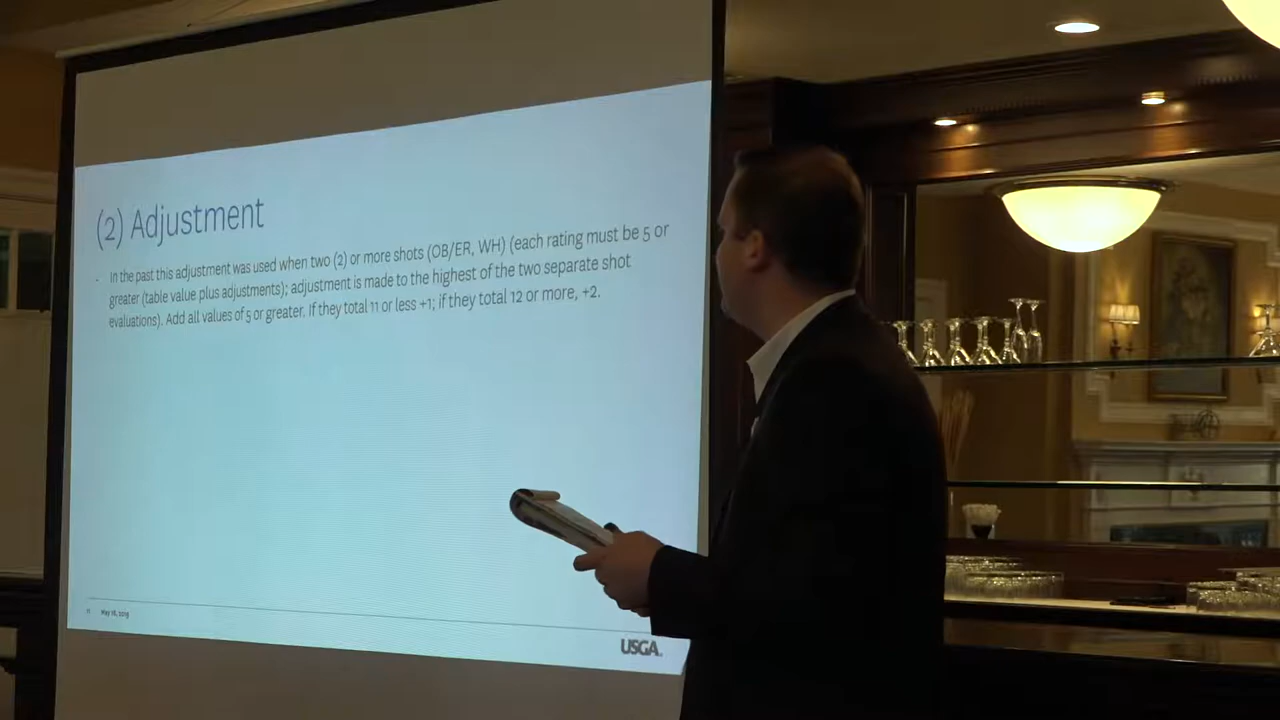 (2) Adjustment
- In the past this adjustment was used when two (2) or more shots (OB/ER, WH) (each rating must be 5 or
greater (table value plus adjustments); adjustment is made to the highest of the two separate shot
evaluations). Add all values of 5 or greater. If they total 11 or less +1; if they total 12 or more, +2.
May 16, 2019
USGA.